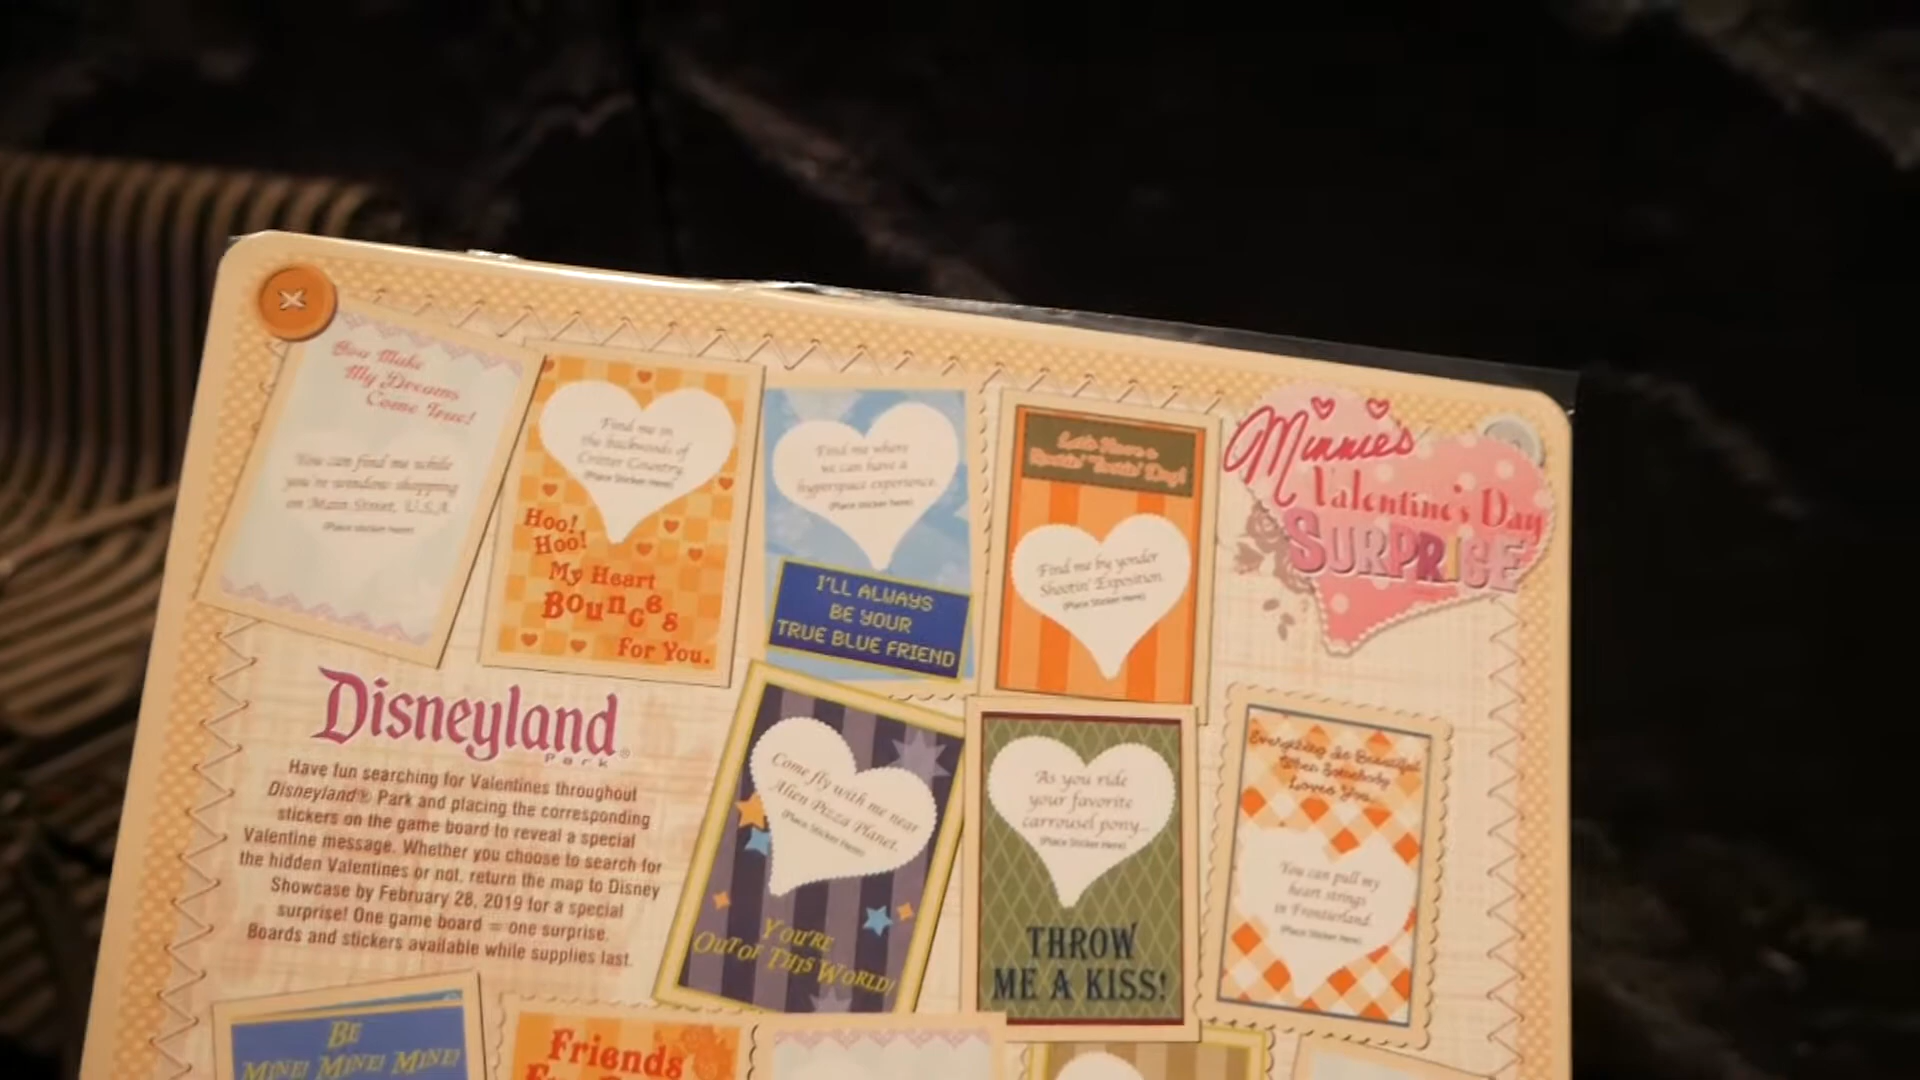 You Make
My Dreams
Come True!
You can find me while
you're window shopping
on Main Street, U.S.A.
(Place Sticker Here)
Find me in
the backwoods of
Critter Country.
(Place Sticker Here)
Hoo!
Hoo!
My Heart
Bounces
for You.
Find me where
we can have a
hyperspace experience.
(Place Sticker Here)
I'LL ALWAYS
BE YOUR
TRUE BLUE FRIEND
Let's Have a
Rootin' Tootin' Day!
Find me by yonder
Shootin' Exposition.
(Place Sticker Here)
Minnie's
Valentine's Day
SURPRISE
Disneyland®
Park
Have fun searching for Valentines throughout
Disneyland® Park and placing the corresponding
stickers on the game board to reveal a special
Valentine message. Whether you choose to search for
the hidden Valentines or not, return the map to Disney
Showcase by February 28, 2019 for a special
surprise! One game board = one surprise.
Boards and stickers available while supplies last.
Come fly with me near
Alien Pizza Planet.
(Place Sticker Here)
YOU'RE
OUT OF THIS WORLD!
As you ride
your favorite
carrousel pony...
(Place Sticker Here)
THROW
ME A KISS!
Everything Is Beautiful
When Somebody
Loves You...
You can pull my
heart strings
in Frontierland.
(Place Sticker Here)
BE
MINE! MINE! MINE!
Friends